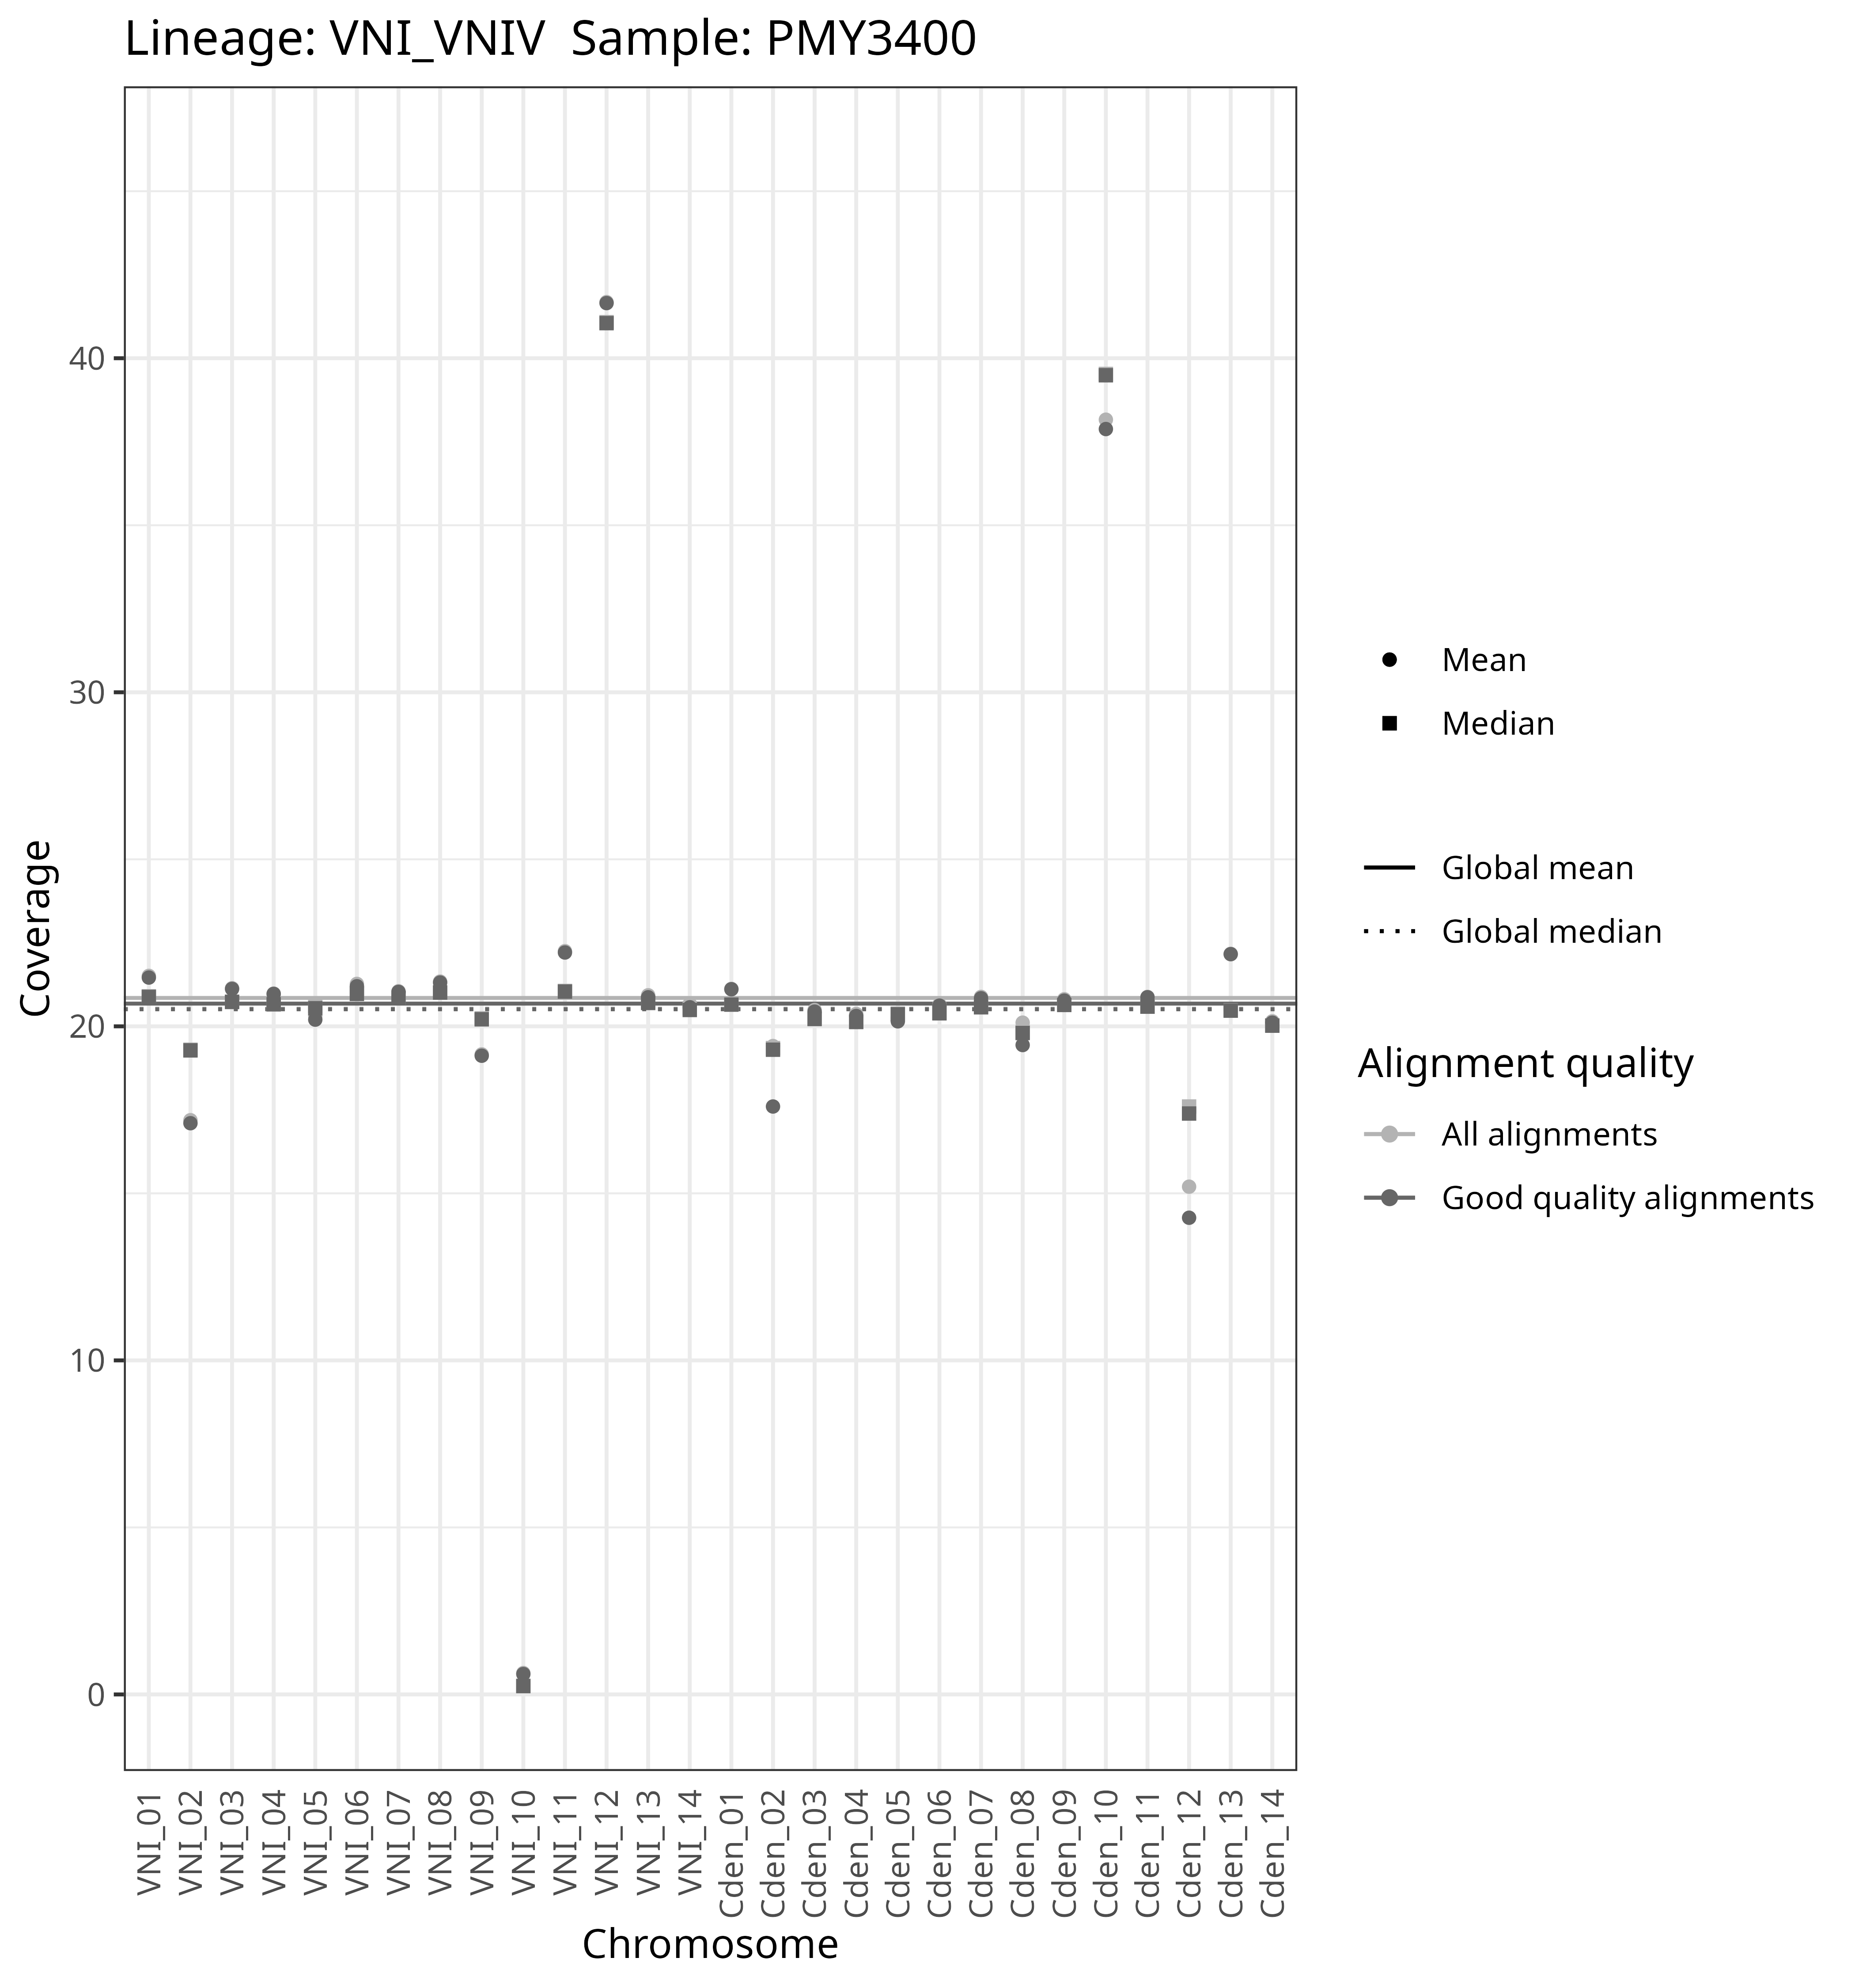 Lineage: VNI_VNIV  Sample: PMY3400
40
30
20
10
0
Coverage
VNI_01
VNI_02
VNI_03
VNI_04
VNI_05
VNI_06
VNI_07
VNI_08
VNI_09
VNI_10
VNI_11
VNI_12
VNI_13
VNI_14
Cden_01
Cden_02
Cden_03
Cden_04
Cden_05
Cden_06
Cden_07
Cden_08
Cden_09
Cden_10
Cden_11
Cden_12
Cden_13
Cden_14
Chromosome
Mean
Median
Global mean
Global median
Alignment quality
All alignments
Good quality alignments